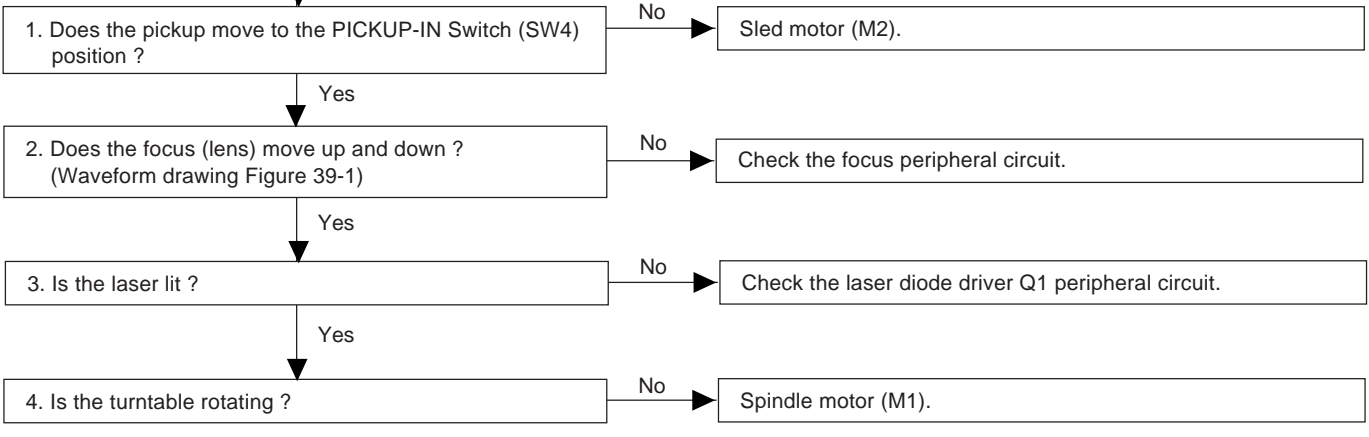 1. Does the pickup move to the PICKUP-IN Switch (SW4)
position ?
No
Sled motor (M2).
Yes
2. Does the focus (lens) move up and down ?
(Waveform drawing Figure 39-1)
No
Check the focus peripheral circuit.
Yes
3. Is the laser lit ?
No
Check the laser diode driver Q1 peripheral circuit.
Yes
4. Is the turntable rotating ?
No
Spindle motor (M1).